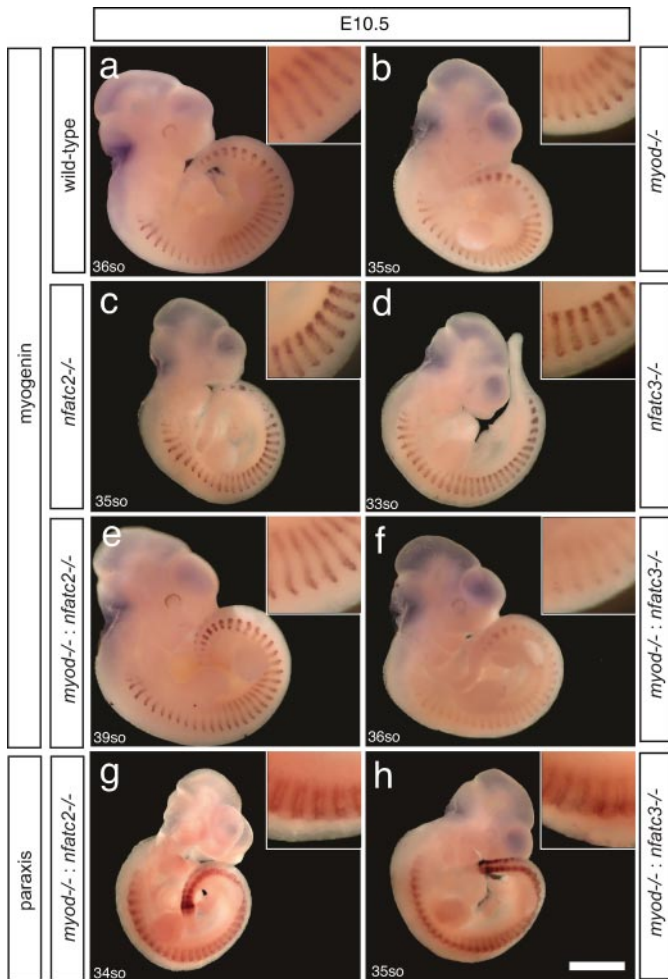 E10.5
myogenin
wild-type
a
36so
b
35so
myod-/-
nfatc2-/-
c
35so
d
33so
nfatc3-/-
myod-/- : nfatc2-/-
e
39so
f
36so
myod-/- : nfatc3-/-
paraxis
myod-/- : nfatc2-/-
g
34so
h
35so
myod-/- : nfatc3-/-